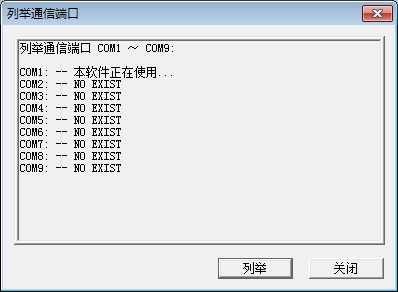 列举通信端口
列举通信端口 COM1 ～ COM9:
COM1: -- 本软件正在使用...
COM2: -- NO EXIST
COM3: -- NO EXIST
COM4: -- NO EXIST
COM5: -- NO EXIST
COM6: -- NO EXIST
COM7: -- NO EXIST
COM8: -- NO EXIST
COM9: -- NO EXIST
列举 关闭